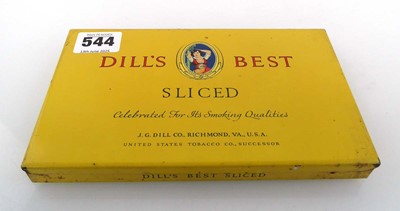 544
DILL'S BEST
SLICED
Celebrated For Its Smoking Qualities
J. G. DILL CO., RICHMOND, VA., U.S.A.
UNITED STATES TOBACCO CO., SUCCESSOR
DILL'S BEST SLICED